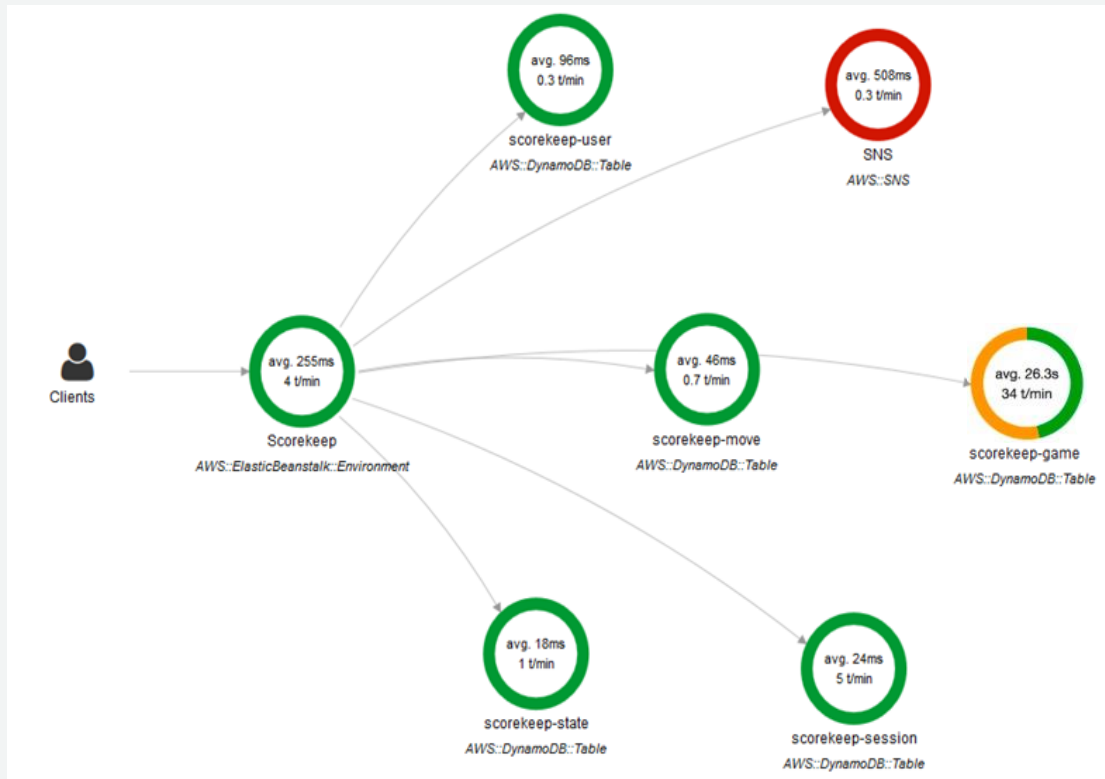 avg. 96ms
0.3 t/min
scorekeep-user
AWS::DynamoDB::Table
avg. 508ms
0.3 t/min
SNS
AWS::SNS
Clients
avg. 255ms
4 t/min
Scorekeep
AWS::ElasticBeanstalk::Environment
avg. 46ms
0.7 t/min
scorekeep-move
AWS::DynamoDB::Table
avg. 26.3s
34 t/min
scorekeep-game
AWS::DynamoDB::Table
avg. 18ms
1 t/min
scorekeep-state
AWS::DynamoDB::Table
avg. 24ms
5 t/min
scorekeep-session
AWS::DynamoDB::Table